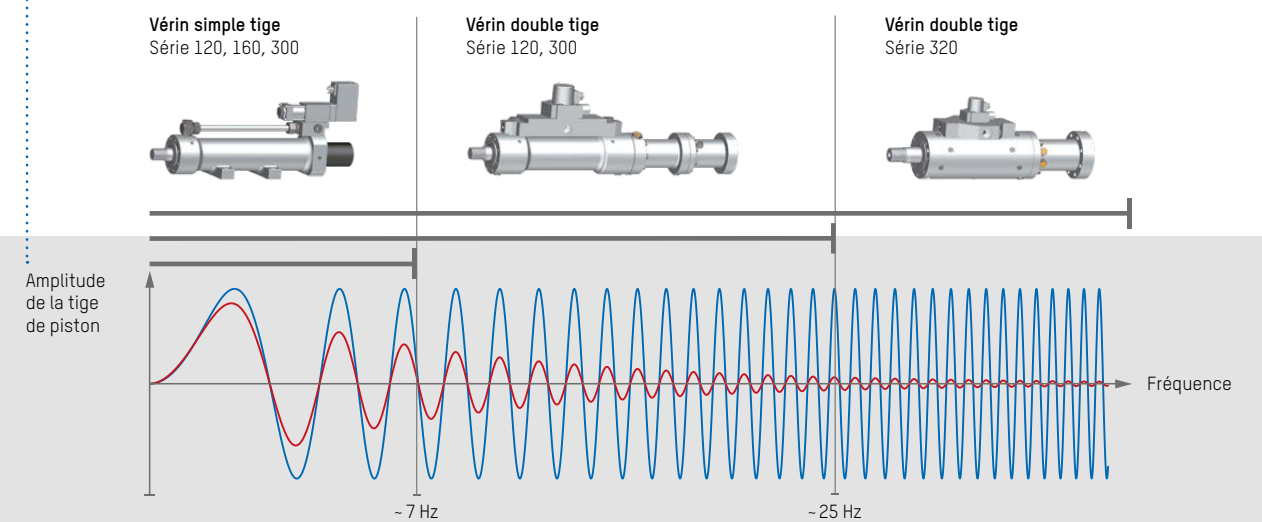 Vérin simple tige
Série 120, 160, 300
Vérin double tige
Série 120, 300
Vérin double tige
Série 320
Amplitude
de la tige
de piston
Fréquence
~ 7 Hz
~ 25 Hz